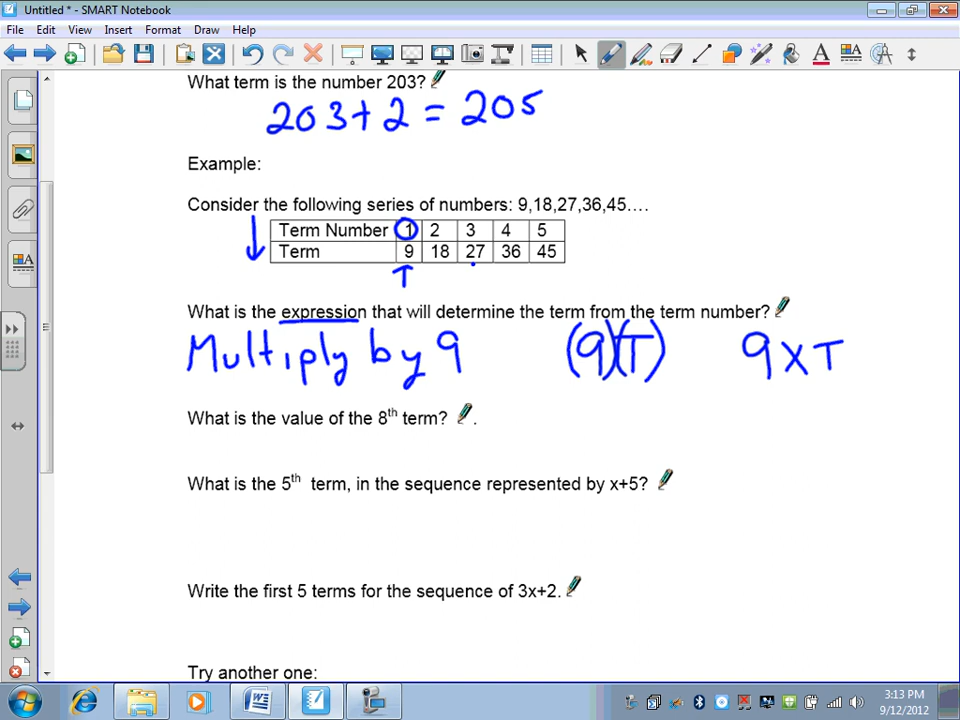 Untitled * - SMART Notebook
File Edit View Insert Format Tools Draw Help
What term is the number 203?
203+2 = 205
Example:
Consider the following series of numbers: 9,18,27,36,45….
Term Number 1 2 3 4 5
Term 9 18 27 36 45
T
What is the expression that will determine the term from the term number?
Multiply by 9 (9)(T) 9 x T
What is the value of the 8th term? .
What is the 5th term, in the sequence represented by x+5?
Write the first 5 terms for the sequence of 3x+2.
Try another one:
3:13 PM
9/12/2012